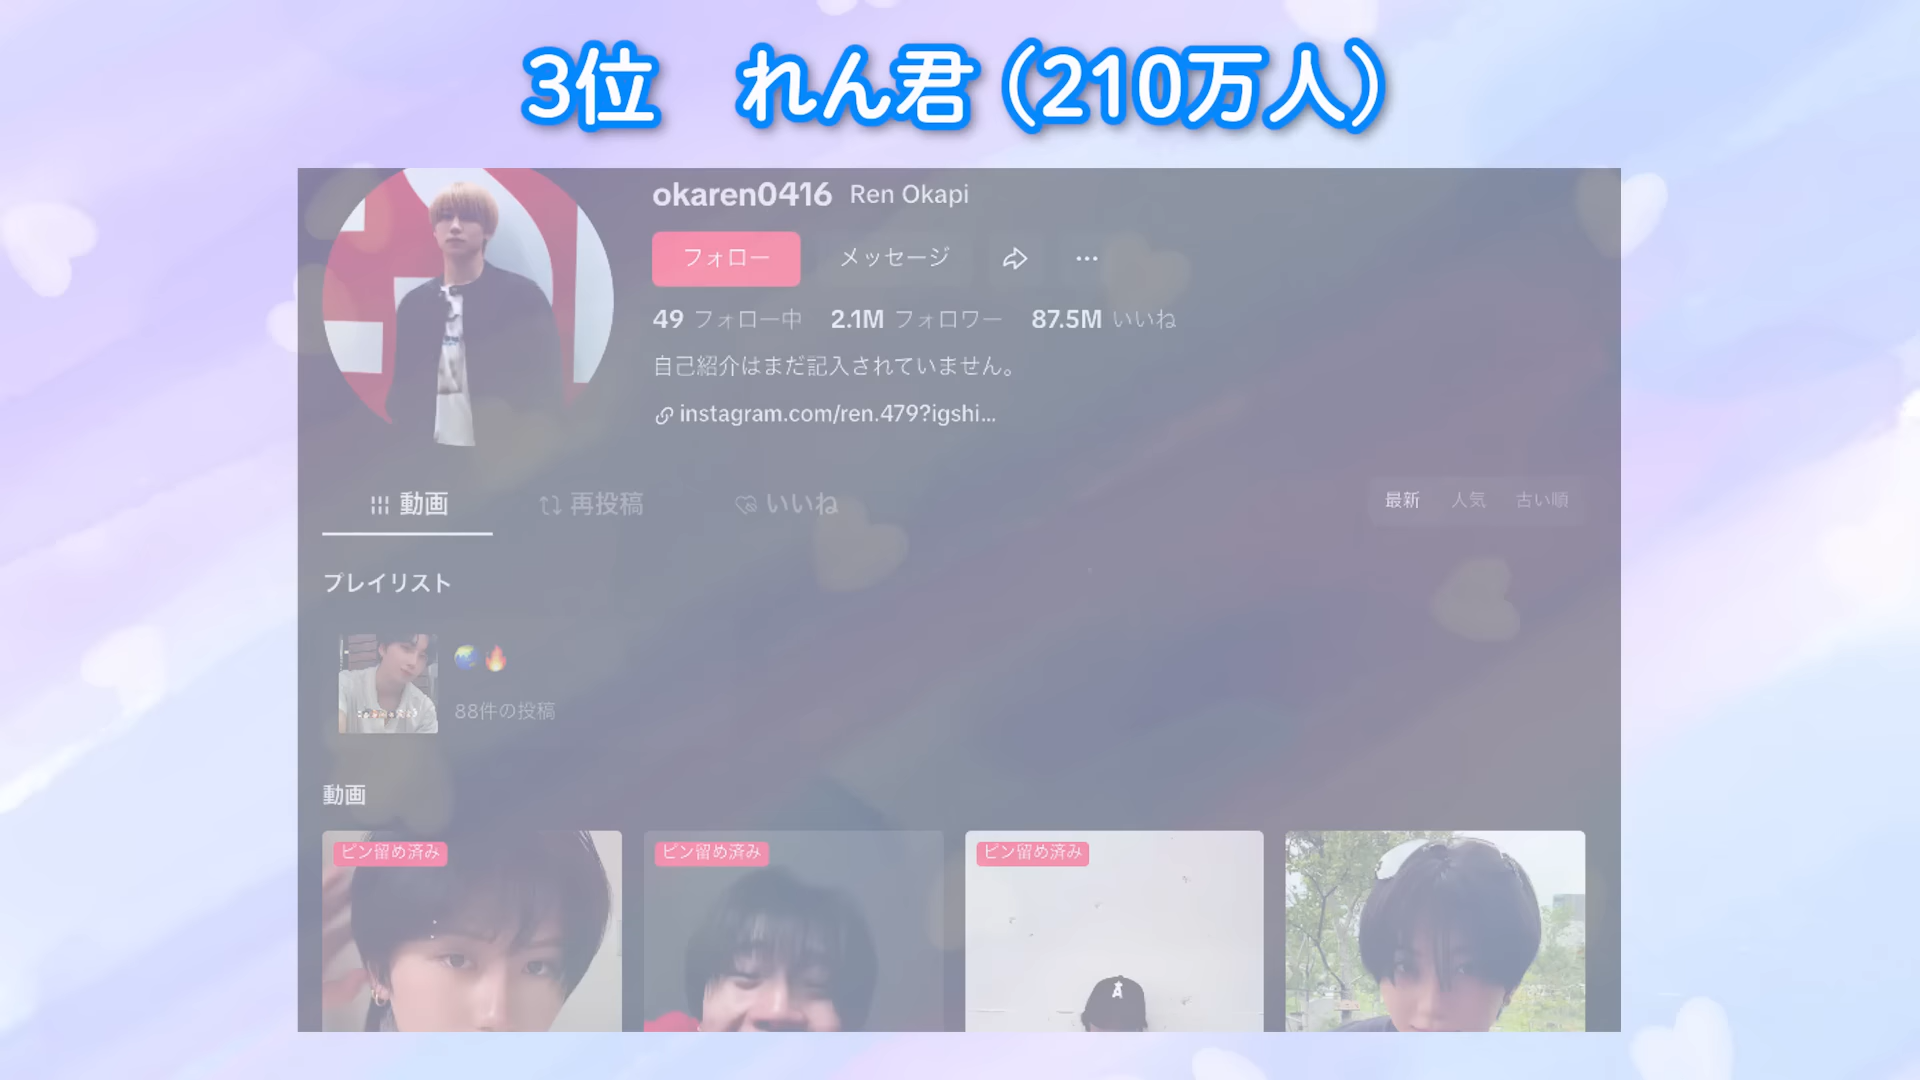 3位　れん君（210万人）
okaren0416 Ren Okapi
フォロー メッセージ
49 フォロー中 2.1M フォロワー 87.5M いいね
自己紹介はまだ記入されていません。
instagram.com/ren.479?igshi...
動画 再投稿 いいね 最新 人気 古い順
プレイリスト
88件の投稿
動画
ピン留め済み ピン留め済み ピン留め済み